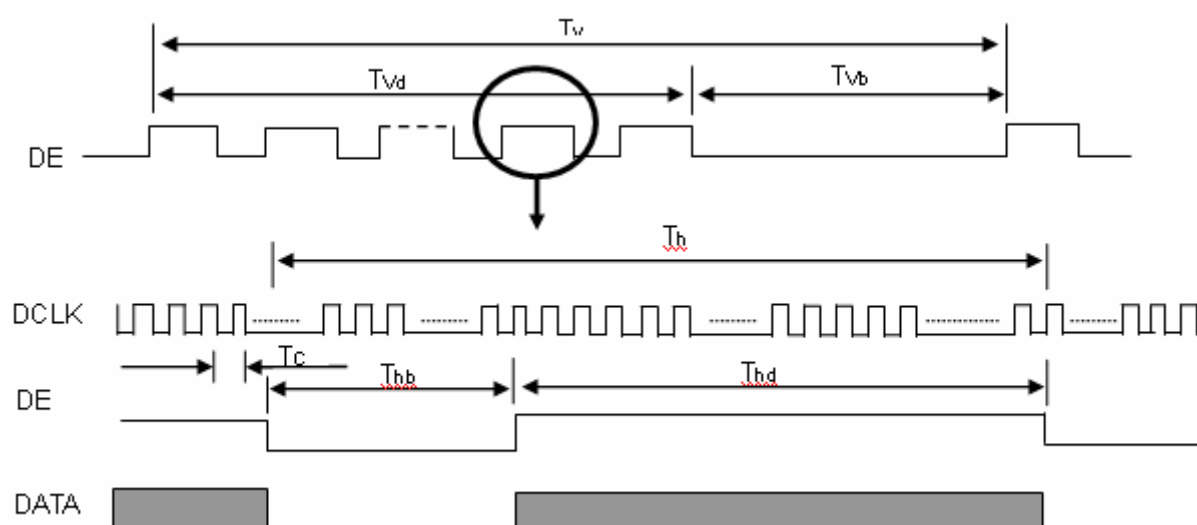 Tv
Tvd
Tvb
DE
Th
DCLK
Tc
Thb
Thd
DE
DATA